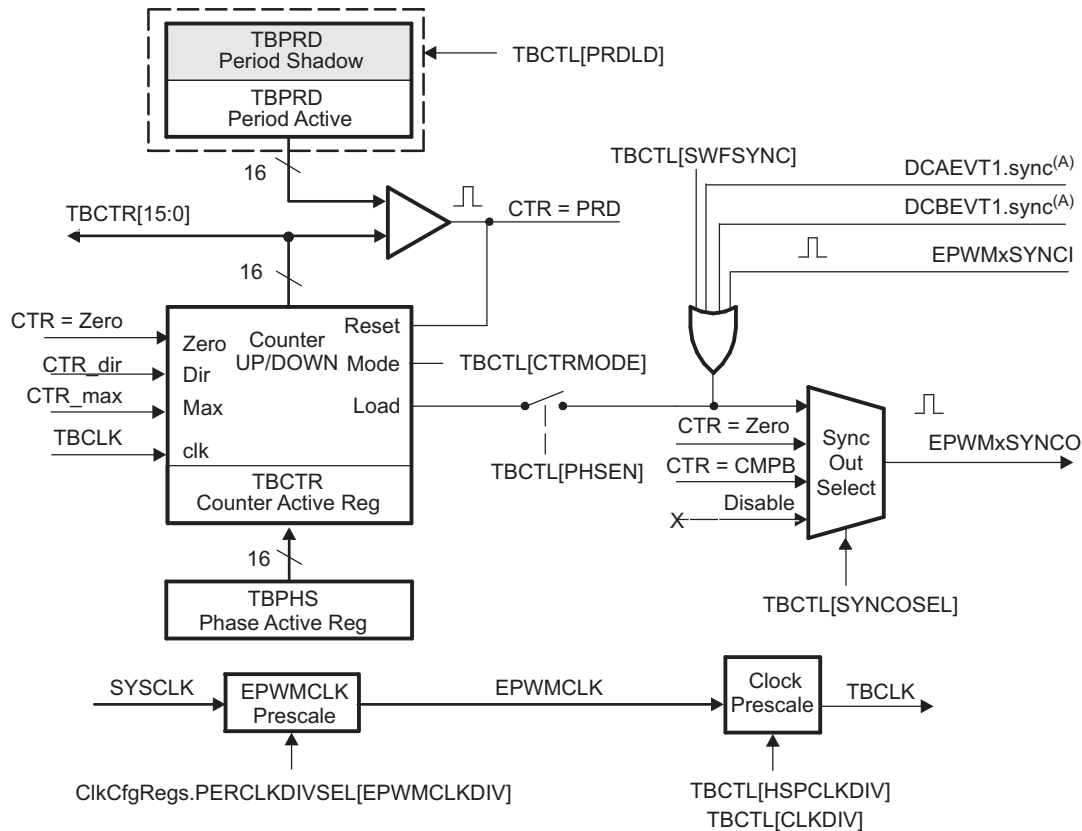 TBPRD
Period Shadow
TBPRD
Period Active
TBCTL[PRDLD]
16
TBCTL[SWFSYNC]
DCAEVT1.sync(A)
DCBEVT1.sync(A)
EPWMxSYNCI
TBCTR[15:0]
CTR = PRD
16
CTR = Zero
CTR_dir
CTR_max
TBCLK
Zero
Dir
Max
clk
Counter
UP/DOWN
Reset
Mode
Load
TBCTL[CTRMODE]
TBCTR
Counter Active Reg
TBCTL[PHSEN]
CTR = Zero
CTR = CMPB
Disable
X
Sync
Out
Select
EPWMxSYNCO
TBCTL[SYNCOSEL]
16
TBPHS
Phase Active Reg
SYSCLK
EPWMCLK
Prescale
EPWMCLK
Clock
Prescale
TBCLK
ClkCfgRegs.PERCLKDIVSEL[EPWMCLKDIV]
TBCTL[HSPCLKDIV]
TBCTL[CLKDIV]